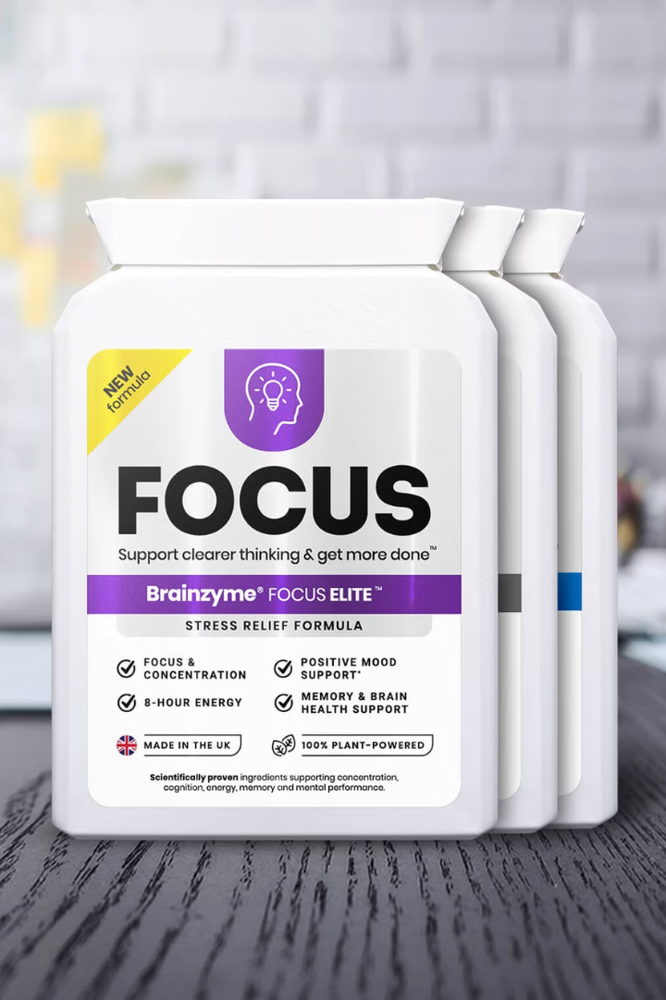 NEW
formula
FOCUS
Support clearer thinking & get more done™
Brainzyme® FOCUS ELITE™
STRESS RELIEF FORMULA
FOCUS &
CONCENTRATION
POSITIVE MOOD
SUPPORT*
8-HOUR ENERGY
MEMORY & BRAIN
HEALTH SUPPORT
MADE IN THE UK
100% PLANT-POWERED
Scientifically proven ingredients supporting concentration,
cognition, energy, memory and mental performance.